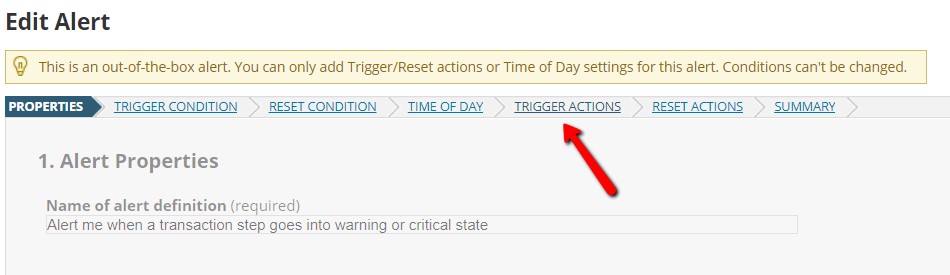 Edit Alert
This is an out-of-the-box alert. You can only add Trigger/Reset actions or Time of Day settings for this alert. Conditions can't be changed.
PROPERTIES TRIGGER CONDITION RESET CONDITION TIME OF DAY TRIGGER ACTIONS RESET ACTIONS SUMMARY
1. Alert Properties
Name of alert definition (required)
Alert me when a transaction step goes into warning or critical state